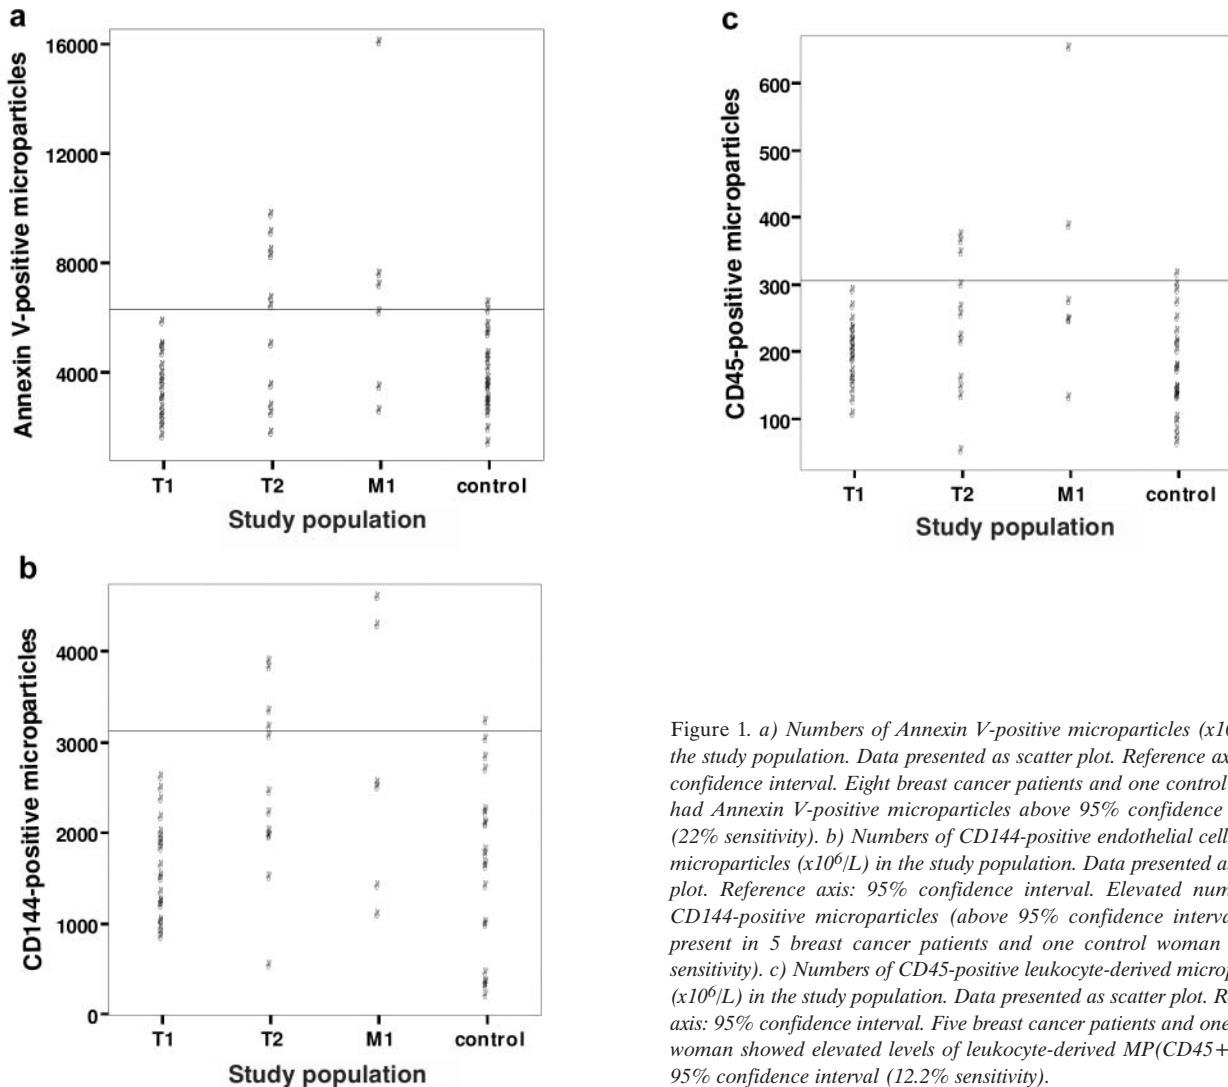 a
16000
12000
8000
4000
Annexin V-positive microparticles
T1 T2 M1 control
Study population
b
4000
3000
2000
1000
0
CD144-positive microparticles
T1 T2 M1 control
Study population
c
600
500
400
300
200
100
CD45-positive microparticles
T1 T2 M1 control
Study population
Figure 1. a) Numbers of Annexin V-positive microparticles (x10
the study population. Data presented as scatter plot. Reference ax
confidence interval. Eight breast cancer patients and one control
had Annexin V-positive microparticles above 95% confidence
(22% sensitivity). b) Numbers of CD144-positive endothelial cell
microparticles (x10⁶/L) in the study population. Data presented a
plot. Reference axis: 95% confidence interval. Elevated num
CD144-positive microparticles (above 95% confidence interva
present in 5 breast cancer patients and one control woman
sensitivity). c) Numbers of CD45-positive leukocyte-derived microp
(x10⁶/L) in the study population. Data presented as scatter plot. R
axis: 95% confidence interval. Five breast cancer patients and one
woman showed elevated levels of leukocyte-derived MP(CD45+
95% confidence interval (12.2% sensitivity).